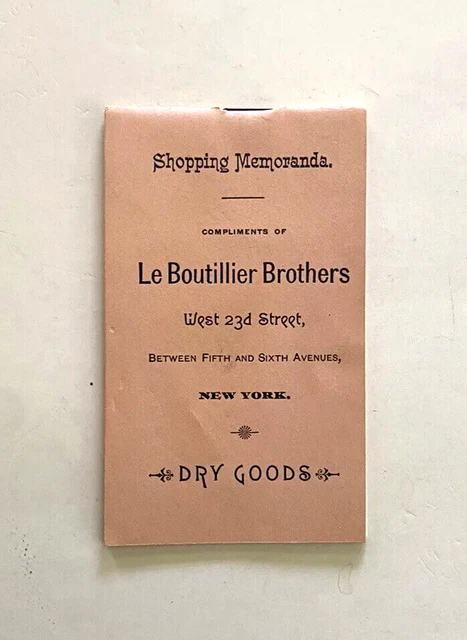 Shopping Memoranda.
COMPLIMENTS OF
Le Boutillier Brothers
West 23d Street,
BETWEEN FIFTH AND SIXTH AVENUES,
NEW YORK.
DRY GOODS